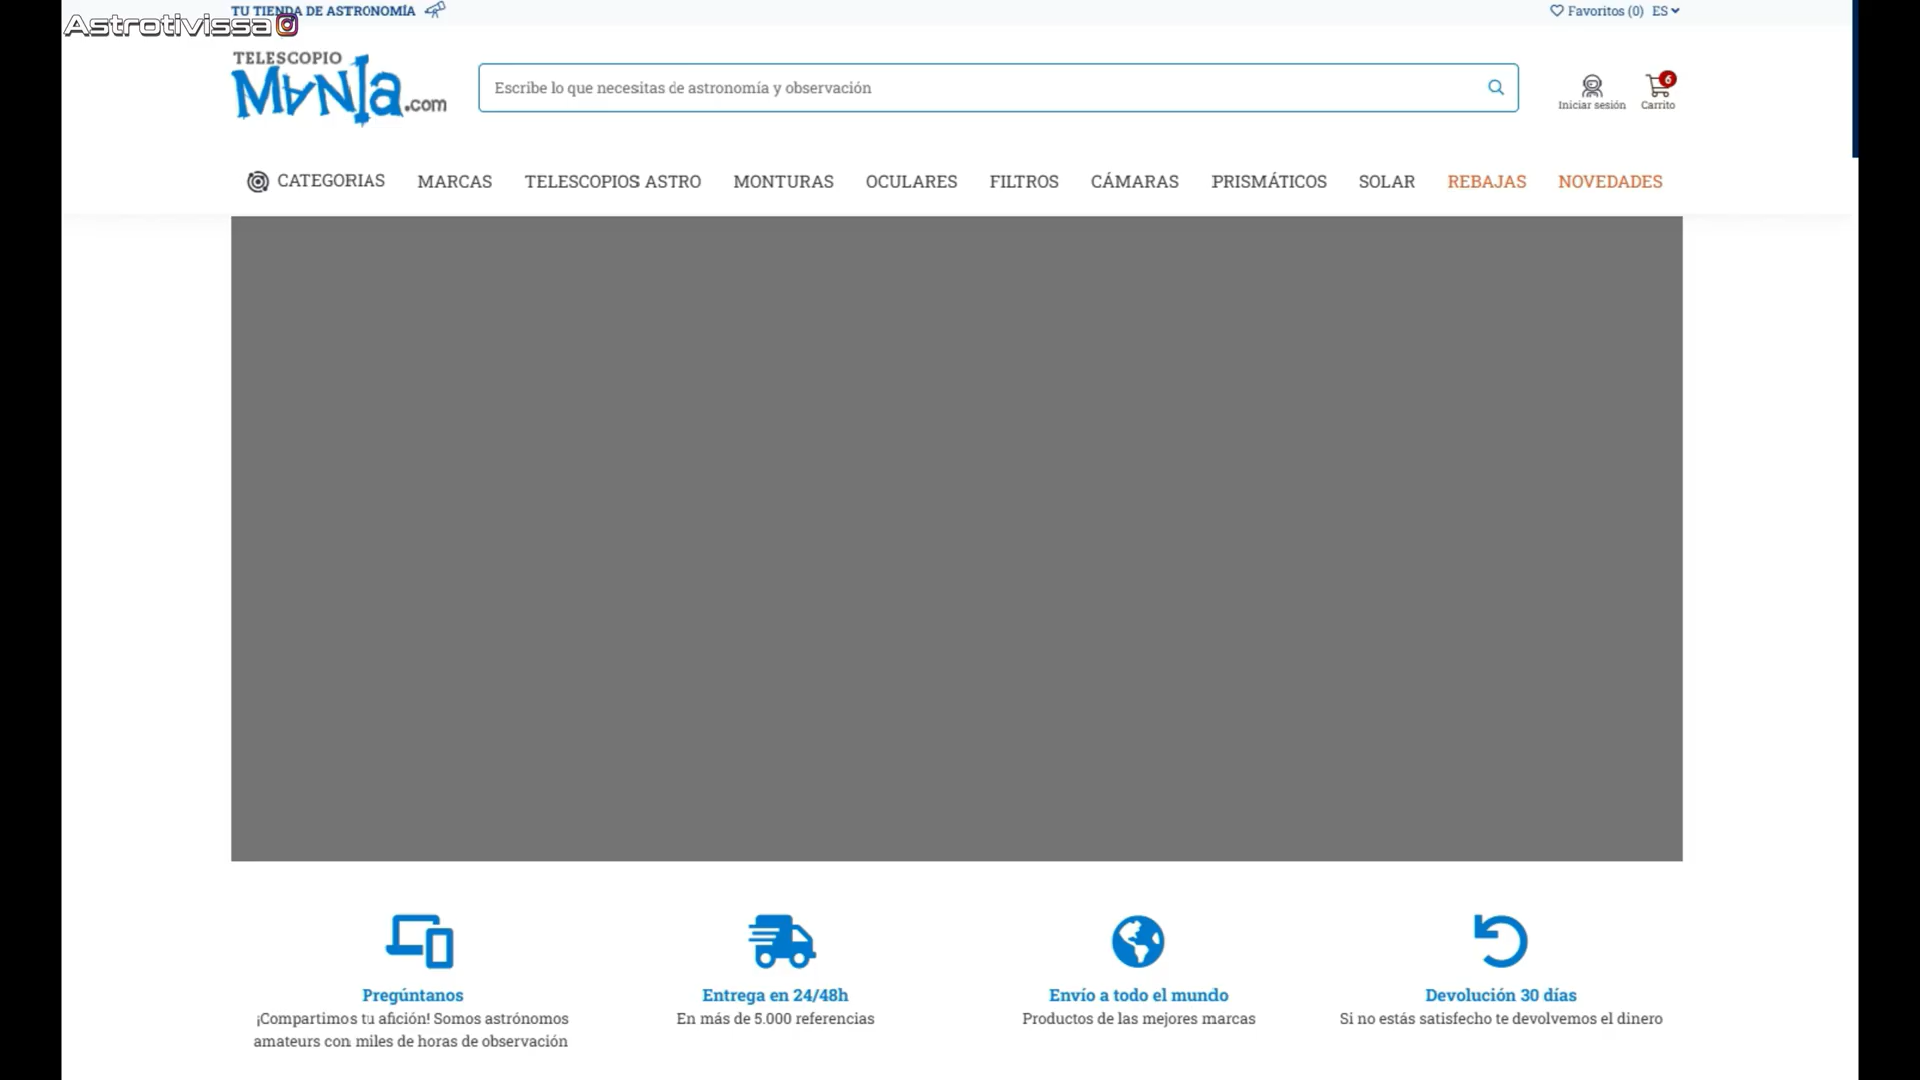 TU TIENDA DE ASTRONOMÍA
Favoritos (0) ES
Astrotivissa
TELESCOPIO
MANIa.com
Escribe lo que necesitas de astronomía y observación
6
Iniciar sesión
Carrito
CATEGORIAS MARCAS TELESCOPIOS ASTRO MONTURAS OCULARES FILTROS CÁMARAS PRISMÁTICOS SOLAR REBAJAS NOVEDADES
Pregúntanos
¡Compartimos tu afición! Somos astrónomos
amateurs con miles de horas de observación
Entrega en 24/48h
En más de 5.000 referencias
Envío a todo el mundo
Productos de las mejores marcas
Devolución 30 días
Si no estás satisfecho te devolvemos el dinero